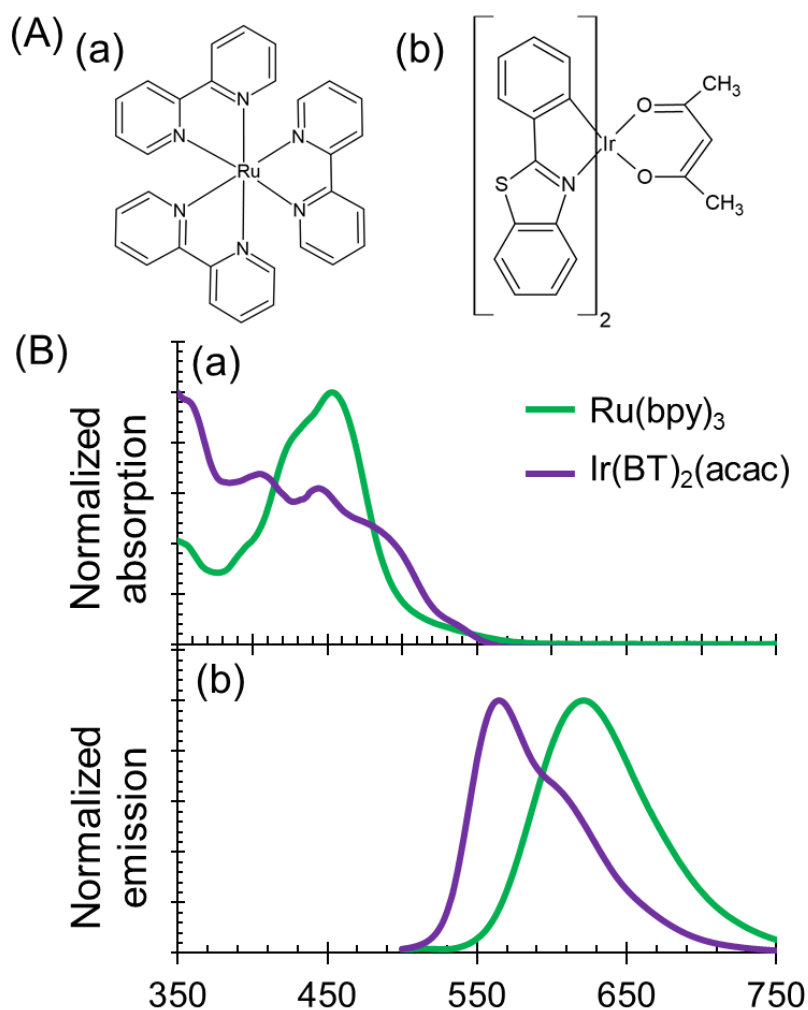 (A)
(a)
(b)
N
N
N
N
N
N
Ru
2
S
N
Ir
O
O
CH3
CH3
(B)
(a)
Normalized
absorption
Ru(bpy)3
Ir(BT)2(acac)
(b)
Normalized
emission
350 450 550 650 750